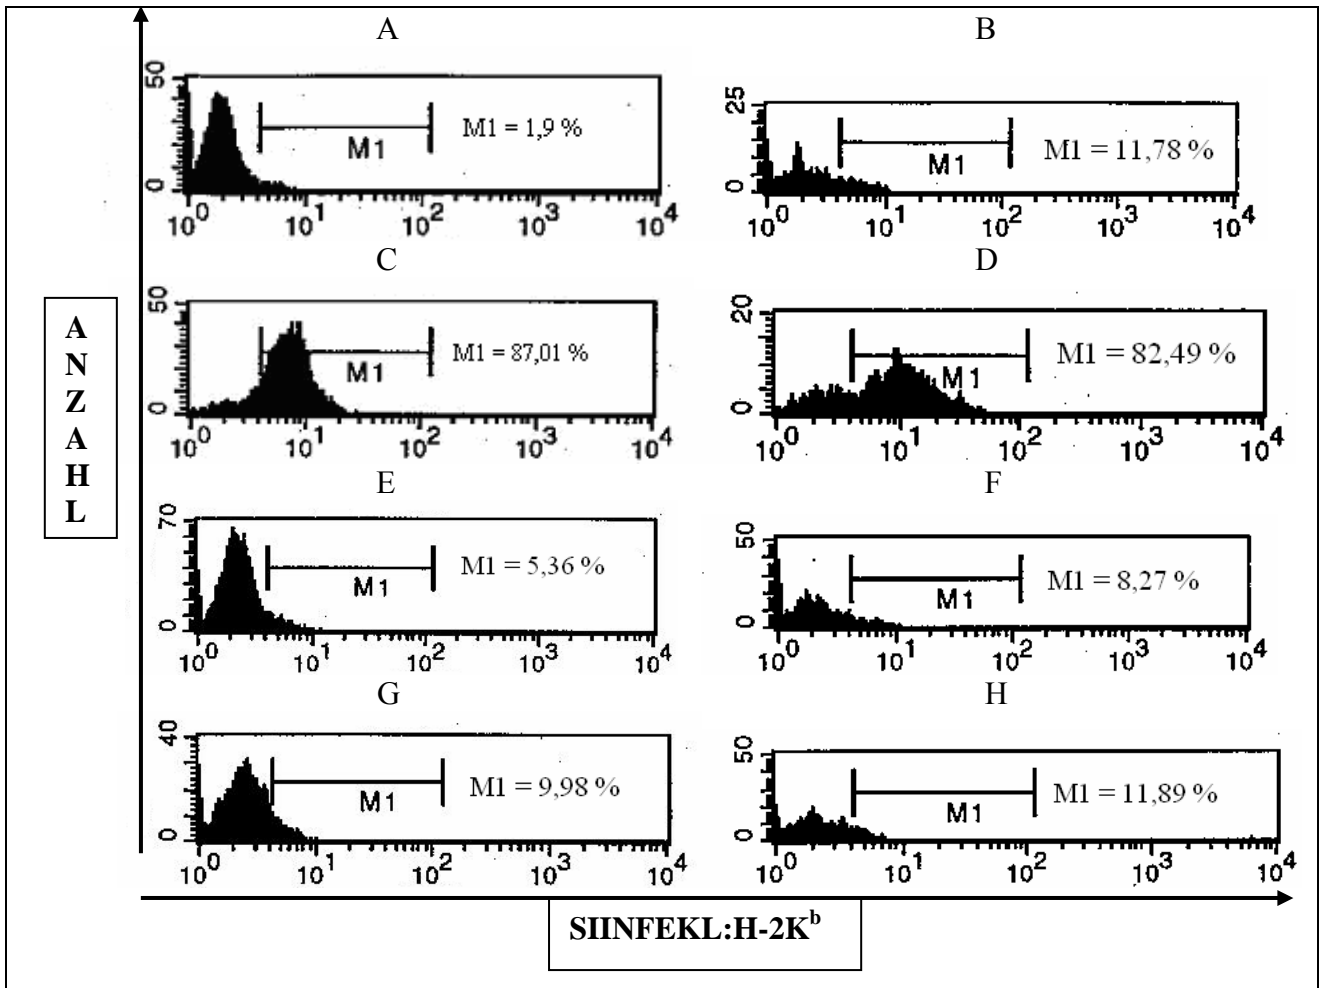 A
50
0
M1
M1 = 1,9 %
10^0 10^1 10^2 10^3 10^4
B
25
0
M1
M1 = 11,78 %
10^0 10^1 10^2 10^3 10^4
C
50
0
M1
M1 = 87,01 %
10^0 10^1 10^2 10^3 10^4
D
20
0
M1
M1 = 82,49 %
10^0 10^1 10^2 10^3 10^4
A
N
Z
A
H
L
E
70
0
M1
M1 = 5,36 %
10^0 10^1 10^2 10^3 10^4
F
50
0
M1
M1 = 8,27 %
10^0 10^1 10^2 10^3 10^4
G
40
0
M1
M1 = 9,98 %
10^0 10^1 10^2 10^3 10^4
H
50
0
M1
M1 = 11,89 %
10^0 10^1 10^2 10^3 10^4
SIINFEKL:H-2K^b